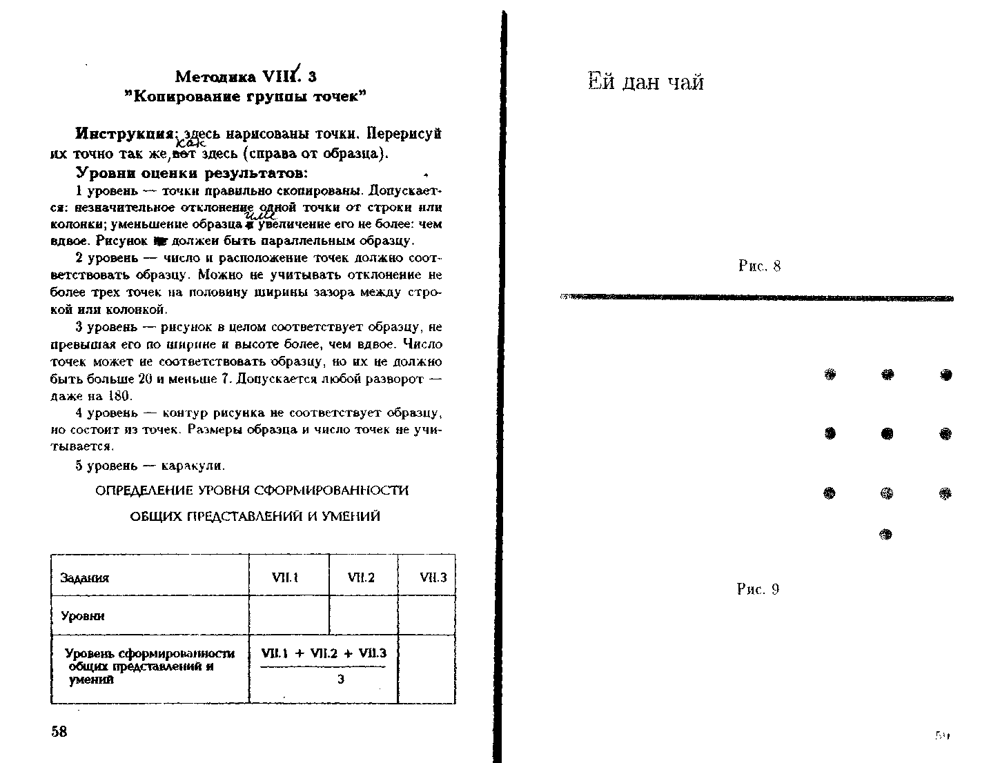 Методика VIII. 3
"Копирование группы точек"
Инструкция: здесь нарисованы точки. Перерисуй
как
их точно так же, вот здесь (справа от образца).
Уровни оценки результатов:
1 уровень — точки правильно скопированы. Допускает-
ся: незначительное отклонение одной точки от строки или
или
колонки; уменьшение образца и увеличение его не более: чем
вдвое. Рисунок должен быть параллельным образцу.
2 уровень — число и расположение точек должно соот-
ветствовать образцу. Можно не учитывать отклонение не
более трех точек на половину ширины зазора между стро-
кой или колонкой.
3 уровень — рисунок в целом соответствует образцу, не
превышая его по ширине и высоте более, чем вдвое. Число
точек может не соответствовать образцу, но их не должно
быть больше 20 и меньше 7. Допускается любой разворот —
даже на 180.
4 уровень — контур рисунка не соответствует образцу,
но состоит из точек. Размеры образца и число точек не учи-
тывается.
5 уровень — каракули.
ОПРЕДЕЛЕНИЕ УРОВНЯ СФОРМИРОВАННОСТИ
ОБЩИХ ПРЕДСТАВЛЕНИЙ И УМЕНИЙ
Задания VII.1 VII.2 VII.3
Уровни
Уровень сформированности VII.1 + VII.2 + VII.3
общих представлений и
умений 3
58
Ей дан чай
Рис. 8
Рис. 9